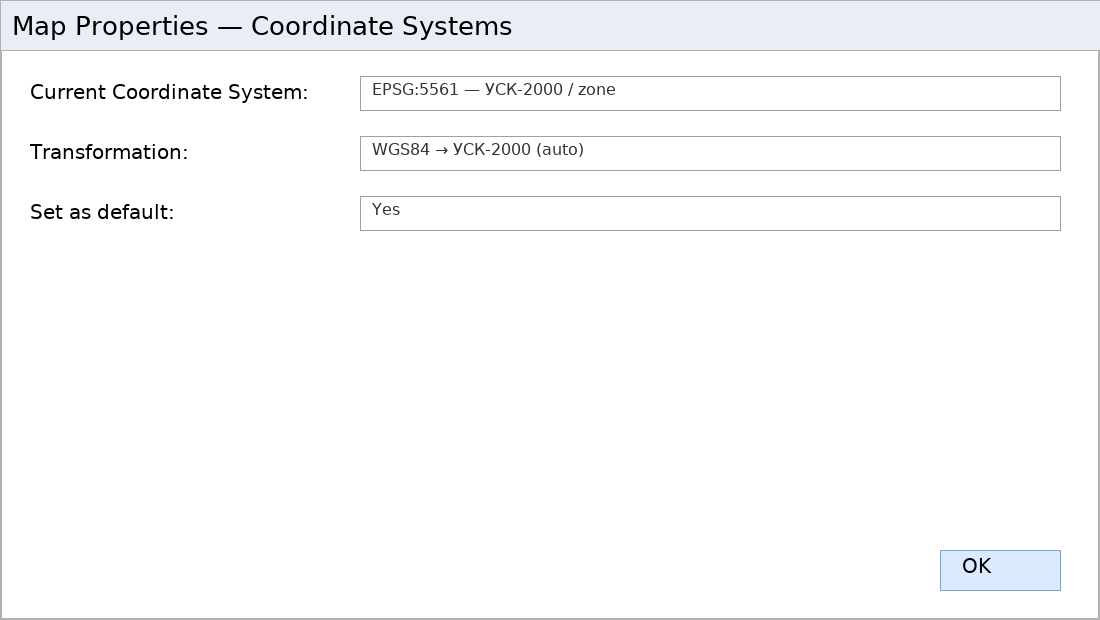 Map Properties — Coordinate Systems
Current Coordinate System: EPSG:5561 — УСК-2000 / zone
Transformation: WGS84 → УСК-2000 (auto)
Set as default: Yes
OK